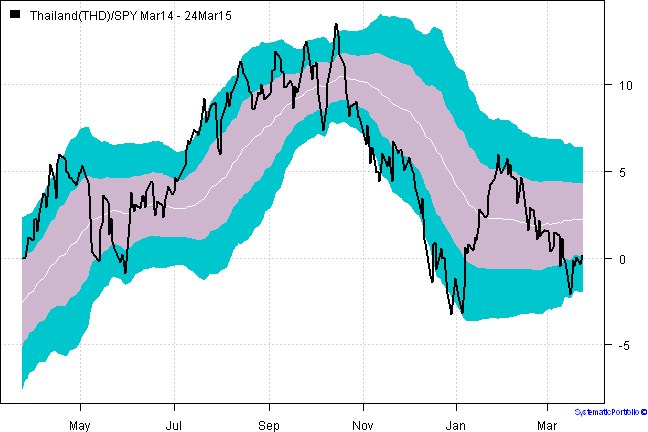 Thailand(THD)/SPY Mar14 - 24Mar15
10
5
0
-5
May Jul Sep Nov Jan Mar
SystematicPortfolio ©